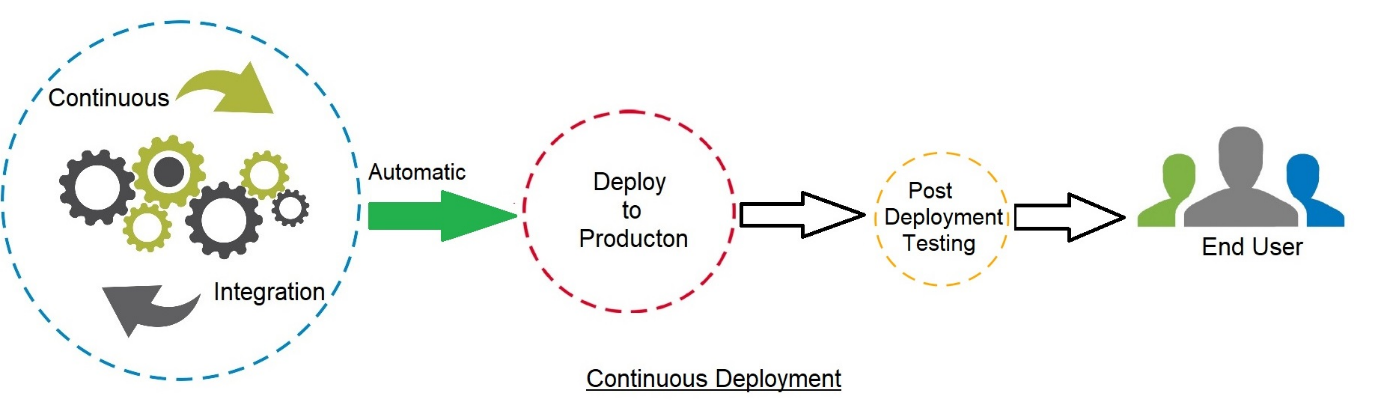 Continuous
Integration
Automatic
Deploy
to
Producton
Post
Deployment
Testing
End User
Continuous Deployment